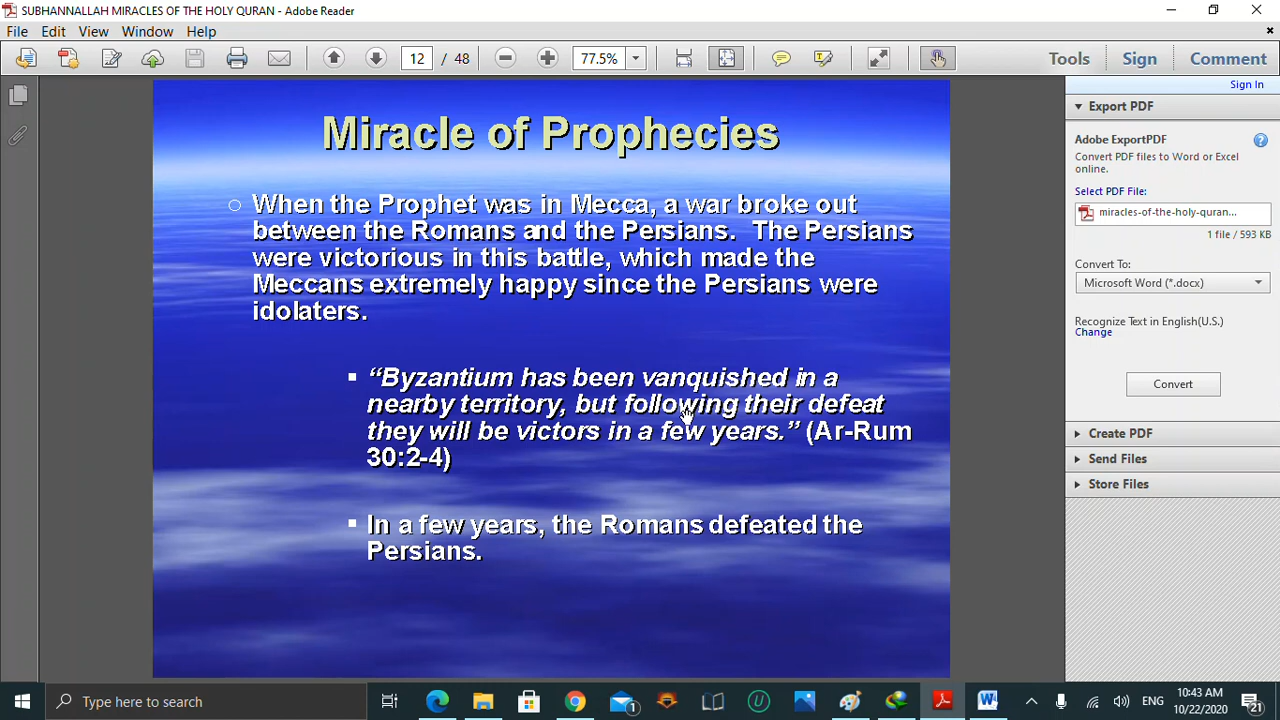 SUBHANNALLAH MIRACLES OF THE HOLY QURAN - Adobe Reader
File Edit View Window Help
12 / 48 77.5% Tools Sign Comment
Sign In
Export PDF
Adobe ExportPDF
Convert PDF files to Word or Excel
online.
Select PDF File:
miracles-of-the-holy-quran...
1 file / 593 KB
Convert To:
Microsoft Word (*.docx)
Recognize Text in English(U.S.)
Change
Convert
Create PDF
Send Files
Store Files
Miracle of Prophecies
When the Prophet was in Mecca, a war broke out
between the Romans and the Persians. The Persians
were victorious in this battle, which made the
Meccans extremely happy since the Persians were
idolaters.
“Byzantium has been vanquished in a
nearby territory, but following their defeat
they will be victors in a few years.” (Ar-Rum
30:2-4)
In a few years, the Romans defeated the
Persians.
Type here to search
1
ENG
10:43 AM
10/22/2020
21